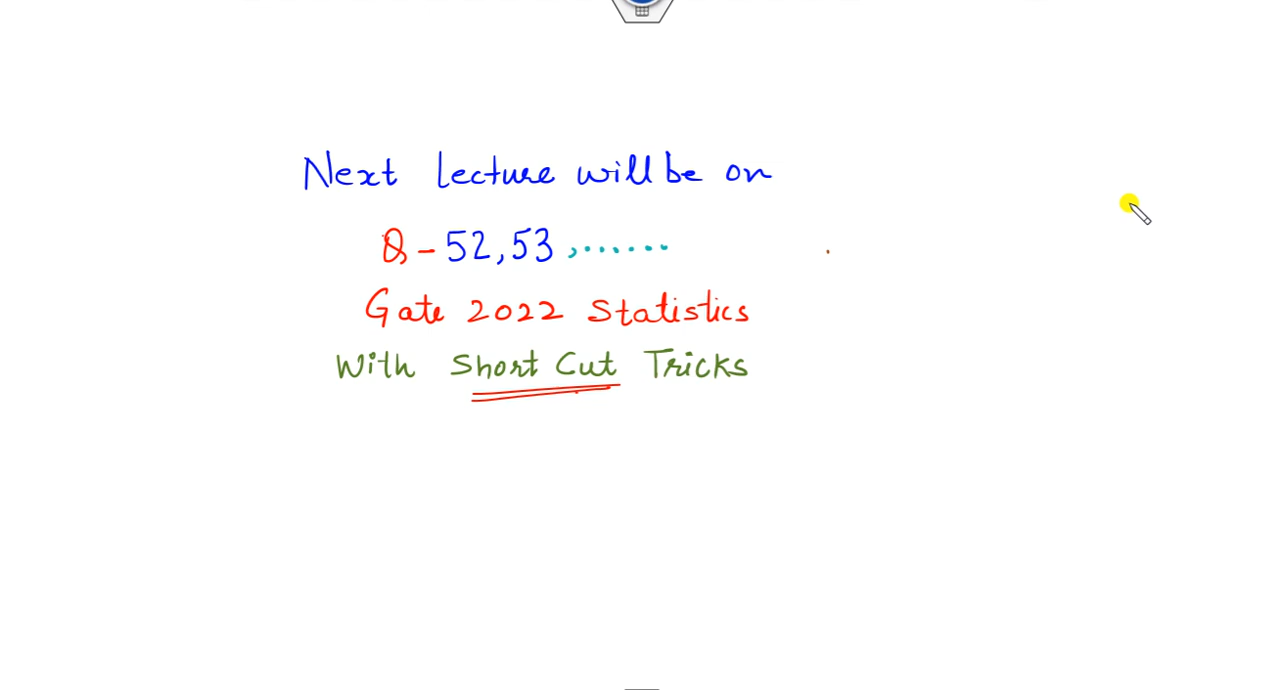 Next lecture will be on
Q - 52, 53 ,.......
Gate 2022 Statistics
With Short Cut Tricks